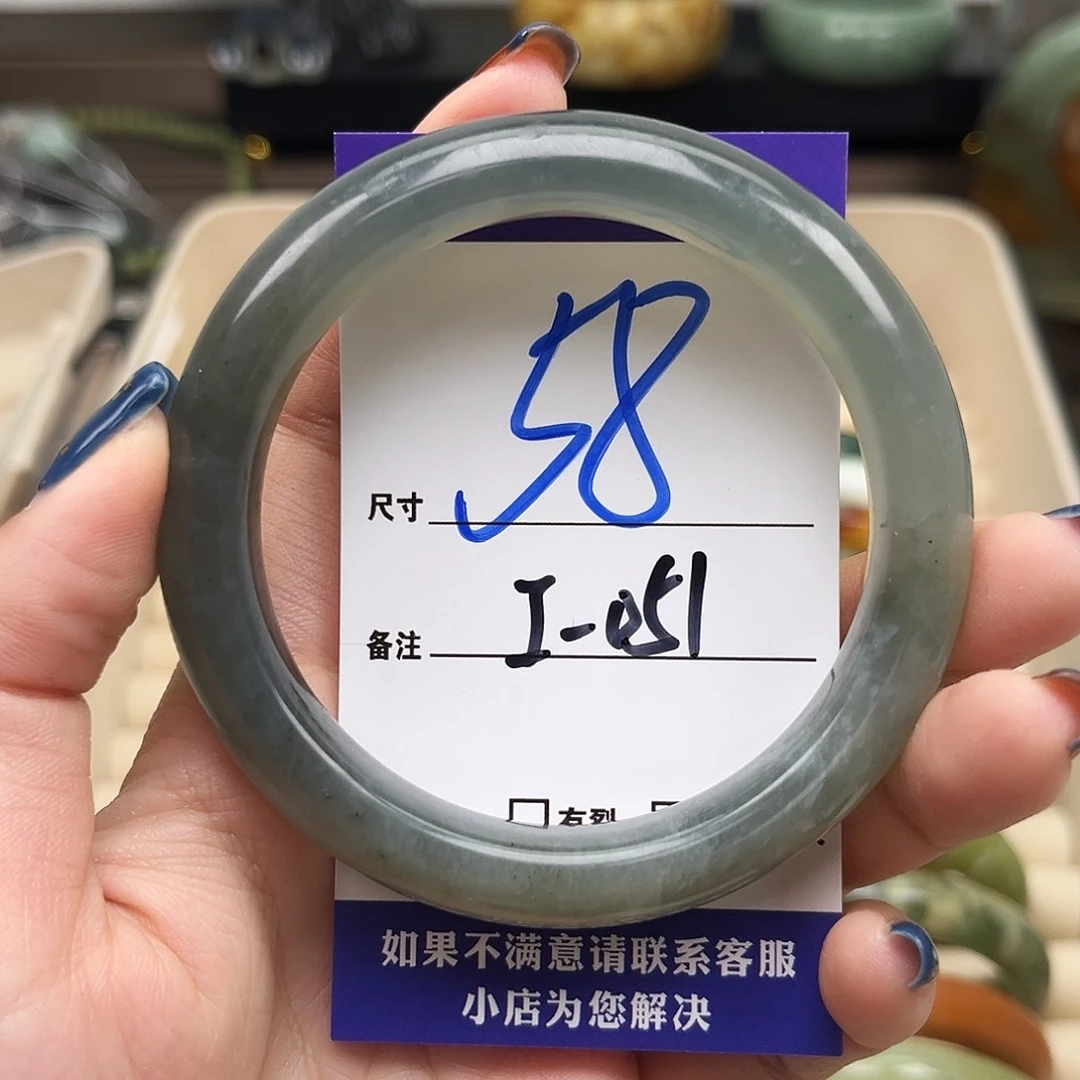 尺寸 58
备注 I-051
有裂
如果不满意请联系客服
小店为您解决